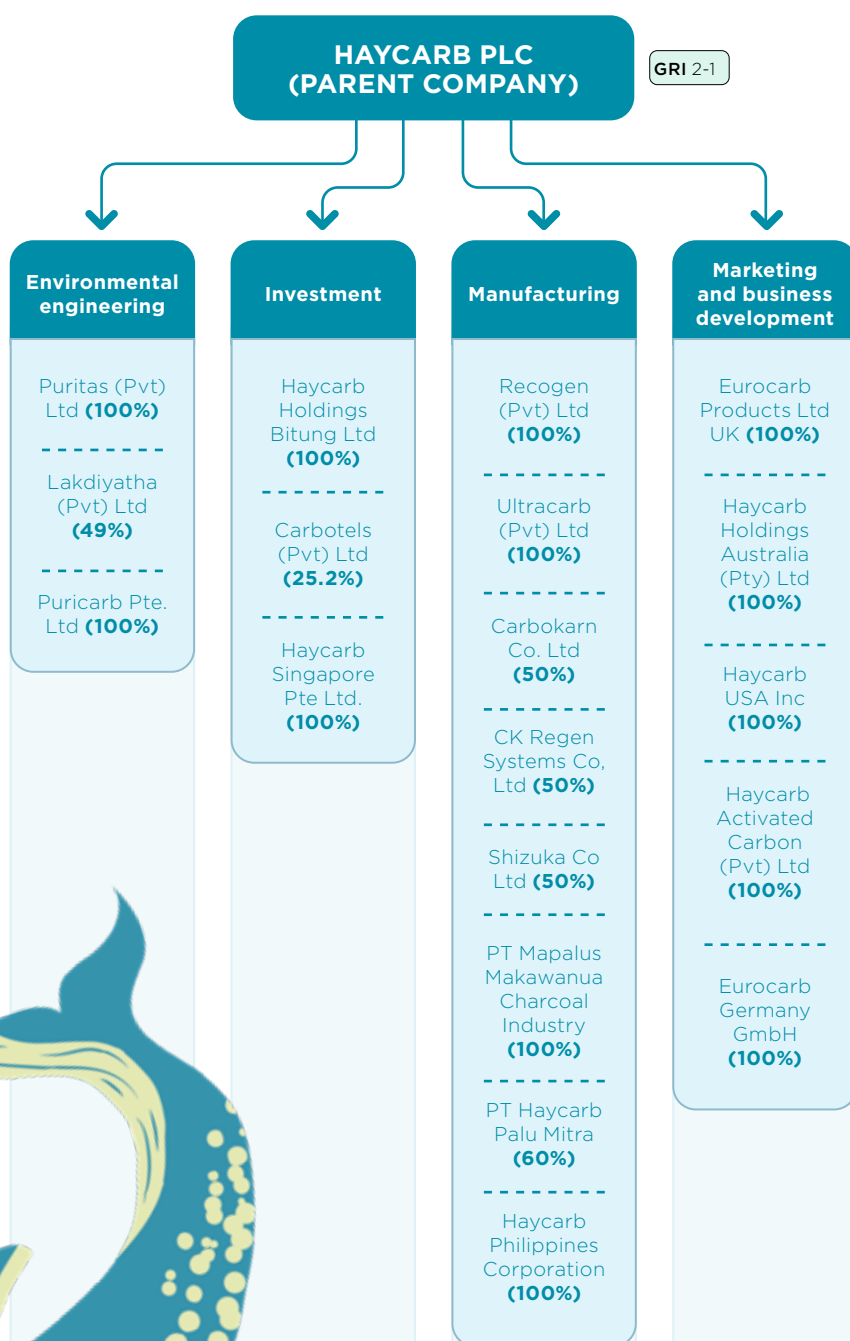 HAYCARB PLC
(PARENT COMPANY)
GRI 2-1
Environmental
engineering
Puritas (Pvt)
Ltd (100%)
Lakdiyatha
(Pvt) Ltd
(49%)
Puricarb Pte.
Ltd (100%)
Investment
Haycarb
Holdings
Bitung Ltd
(100%)
Carbotels
(Pvt) Ltd
(25.2%)
Haycarb
Singapore
Pte Ltd.
(100%)
Manufacturing
Recogen
(Pvt) Ltd
(100%)
Ultracarb
(Pvt) Ltd
(100%)
Carbokarn
Co. Ltd
(50%)
CK Regen
Systems Co,
Ltd (50%)
Shizuka Co
Ltd (50%)
PT Mapalus
Makawanua
Charcoal
Industry
(100%)
PT Haycarb
Palu Mitra
(60%)
Haycarb
Philippines
Corporation
(100%)
Marketing
and business
development
Eurocarb
Products Ltd
UK (100%)
Haycarb
Holdings
Australia
(Pty) Ltd
(100%)
Haycarb
USA Inc
(100%)
Haycarb
Activated
Carbon
(Pvt) Ltd
(100%)
Eurocarb
Germany
GmbH
(100%)